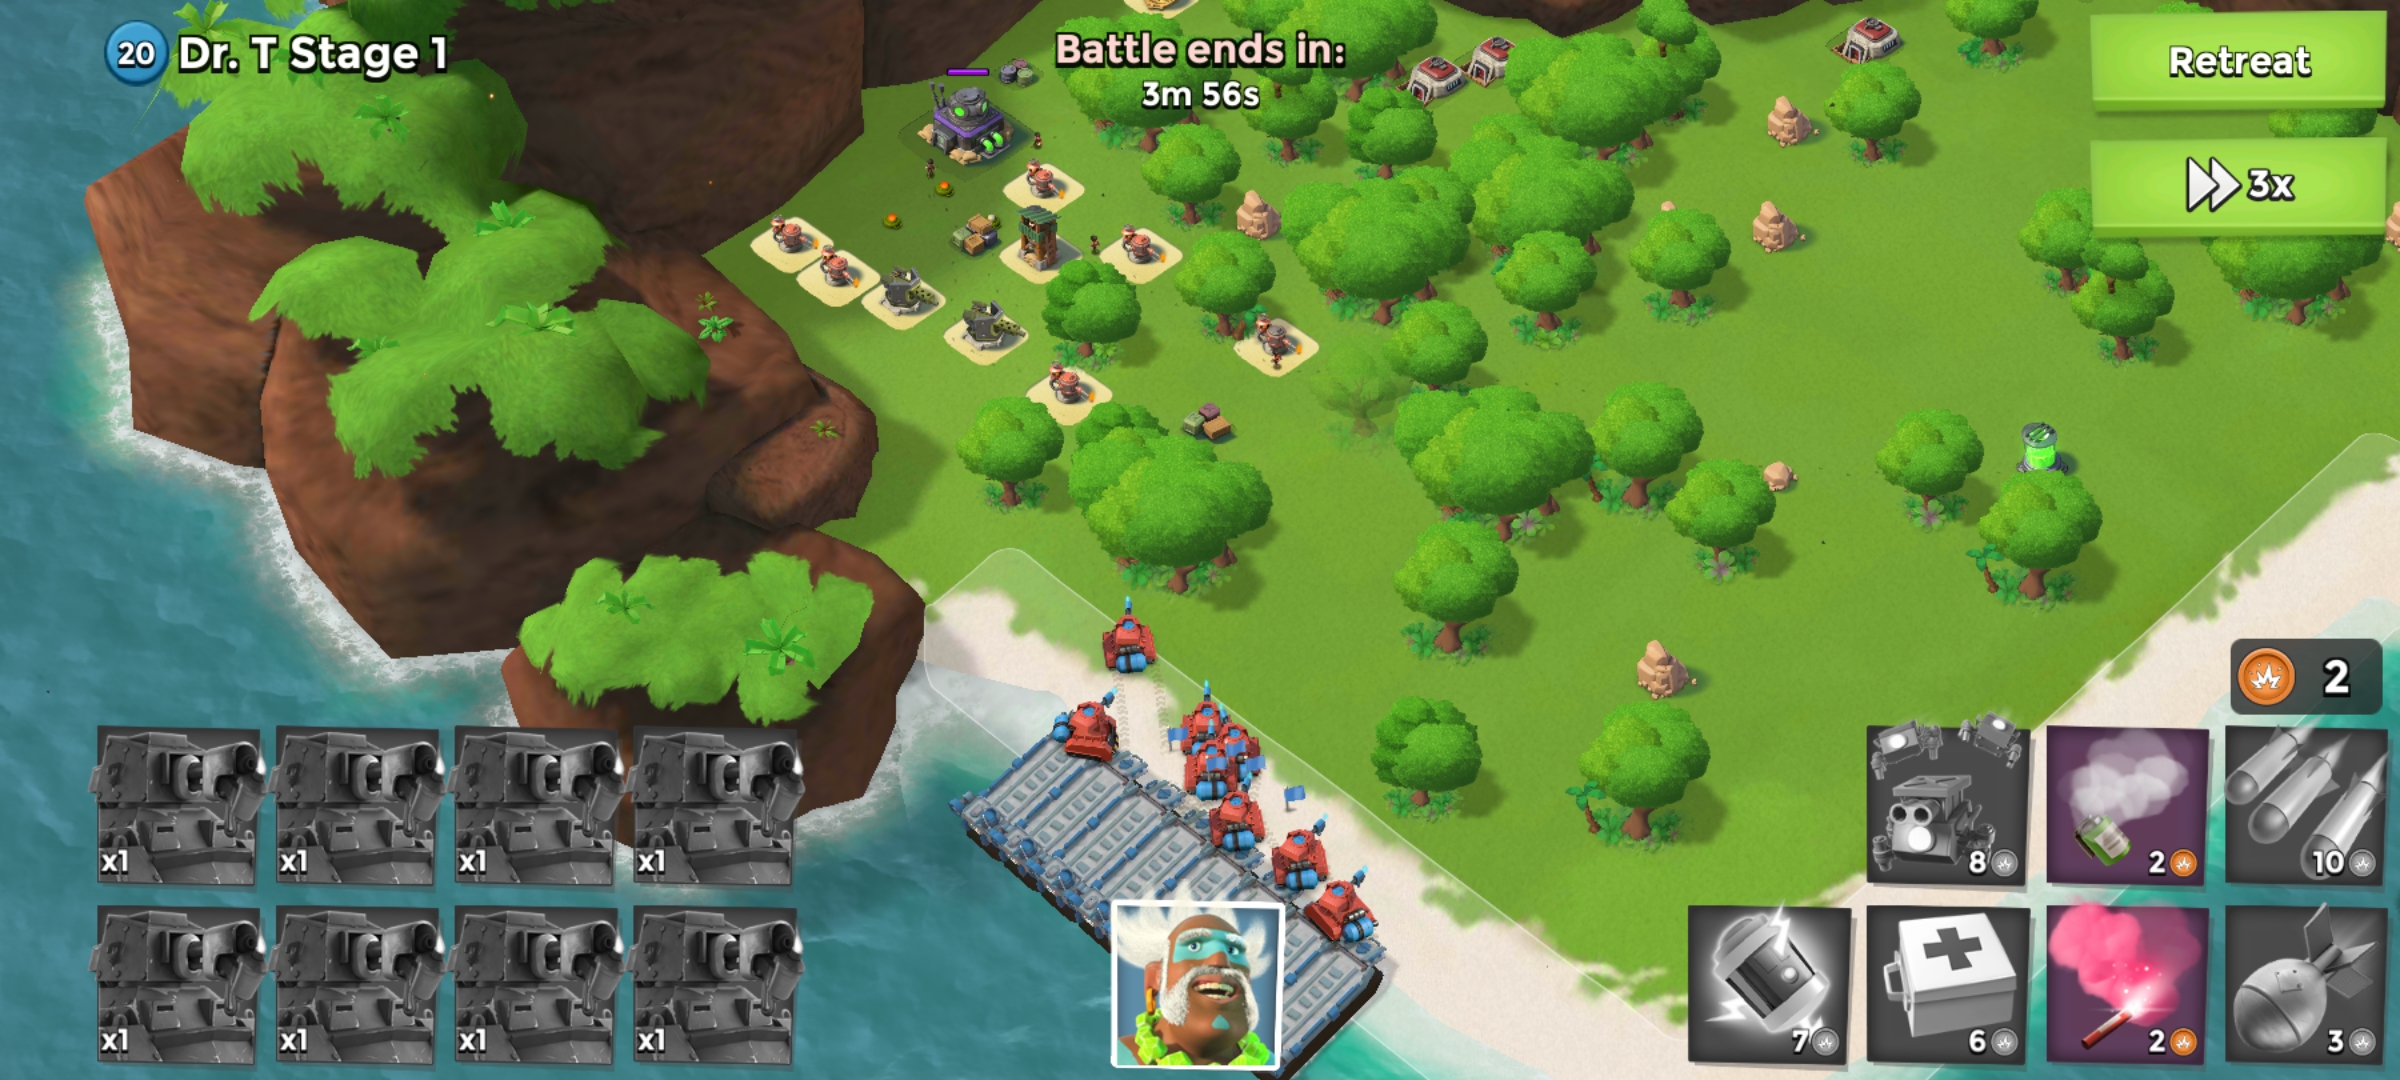 20 Dr. T Stage 1
Battle ends in:
3m 56s
Retreat
3x
2
x1 x1 x1 x1
8 2 10
x1 x1 x1 x1
7 6 2 3